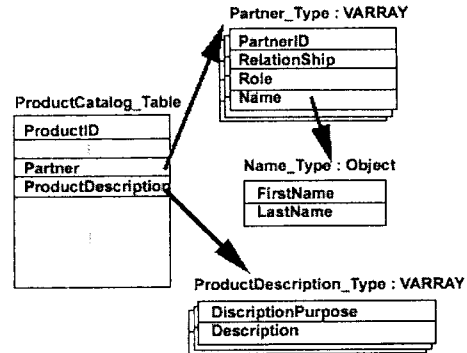 Partner_Type : VARRAY
PartnerID
RelationShip
Role
Name
ProductCatalog_Table
ProductID
Partner
ProductDescription
Name_Type : Object
FirstName
LastName
ProductDescription_Type : VARRAY
DiscriptionPurpose
Description